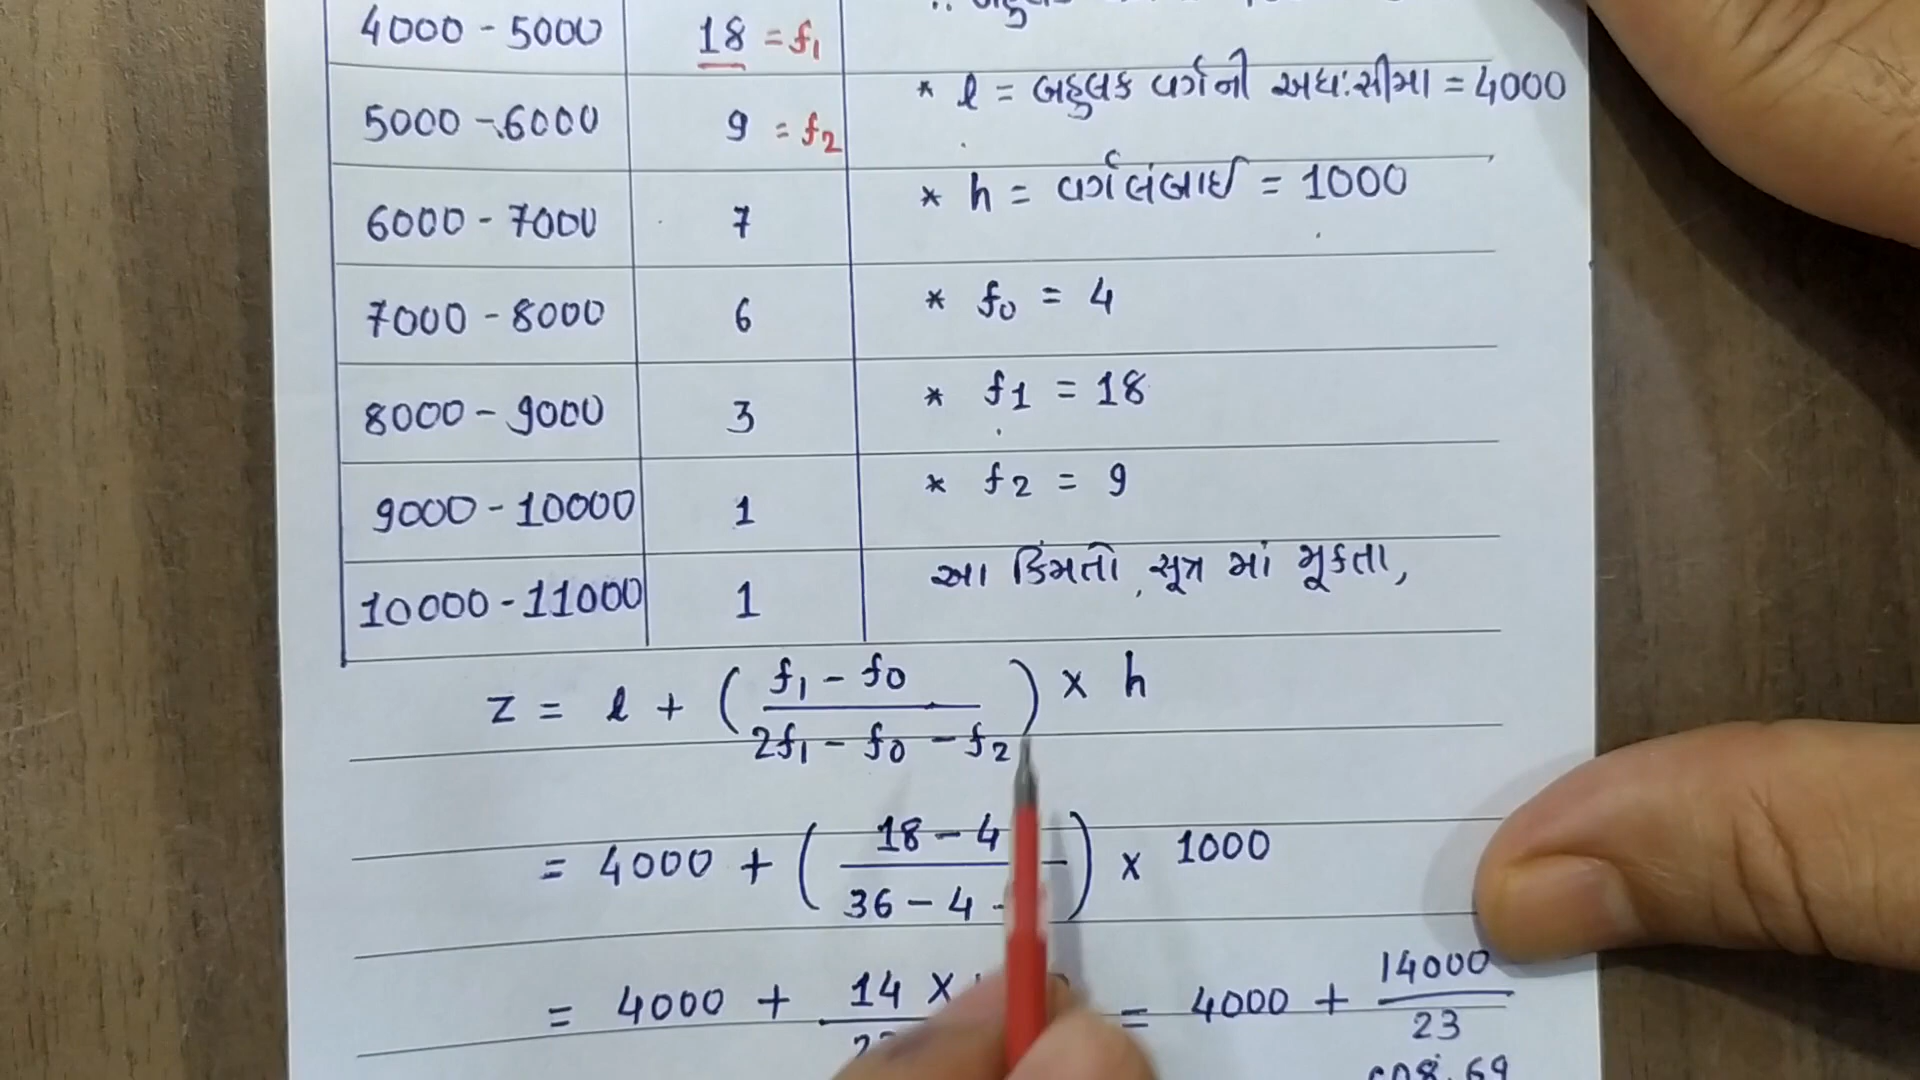 4000 - 5000 18 = f1
5000 - 6000 9 = f2
6000 - 7000 7
7000 - 8000 6
8000 - 9000 3
9000 - 10000 1
10000 - 11000 1
* l = બહુલક વર્ગની અધઃસીમા = 4000
* h = વર્ગલંબાઈ = 1000
* f0 = 4
* f1 = 18
* f2 = 9
આ કિંમતો સૂત્ર માં મૂકતા,
z = l + ( f1 - f0 / 2f1 - f0 - f2 ) × h
= 4000 + ( 18 - 4 / 36 - 4 - ) × 1000
= 4000 + 14 × = 4000 + 14000 / 23